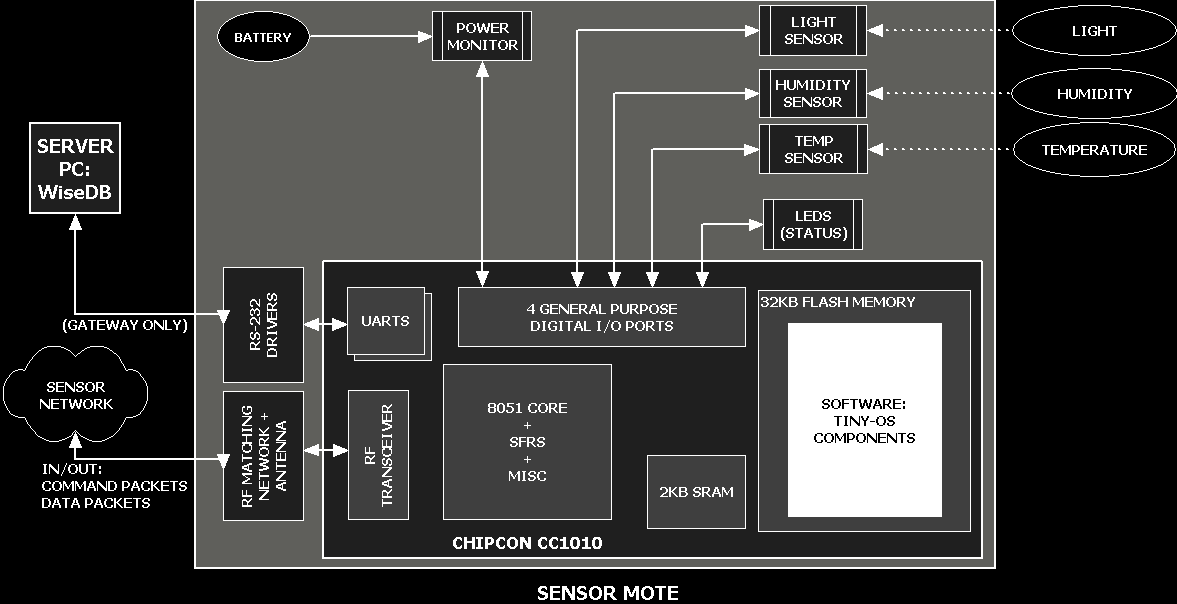 BATTERY
POWER
MONITOR
LIGHT
SENSOR
LIGHT
HUMIDITY
SENSOR
HUMIDITY
TEMP
SENSOR
TEMPERATURE
SERVER
PC:
WiseDB
LEDS
(STATUS)
(GATEWAY ONLY)
RS-232
DRIVERS
UARTS
4 GENERAL PURPOSE
DIGITAL I/O PORTS
32KB FLASH MEMORY
SENSOR
NETWORK
RF MATCHING
NETWORK +
ANTENNA
RF
TRANSCEIVER
8051 CORE
+
SFRS
+
MISC
SOFTWARE:
TINY-OS
COMPONENTS
2KB SRAM
IN/OUT:
COMMAND PACKETS
DATA PACKETS
CHIPCON CC1010
SENSOR MOTE